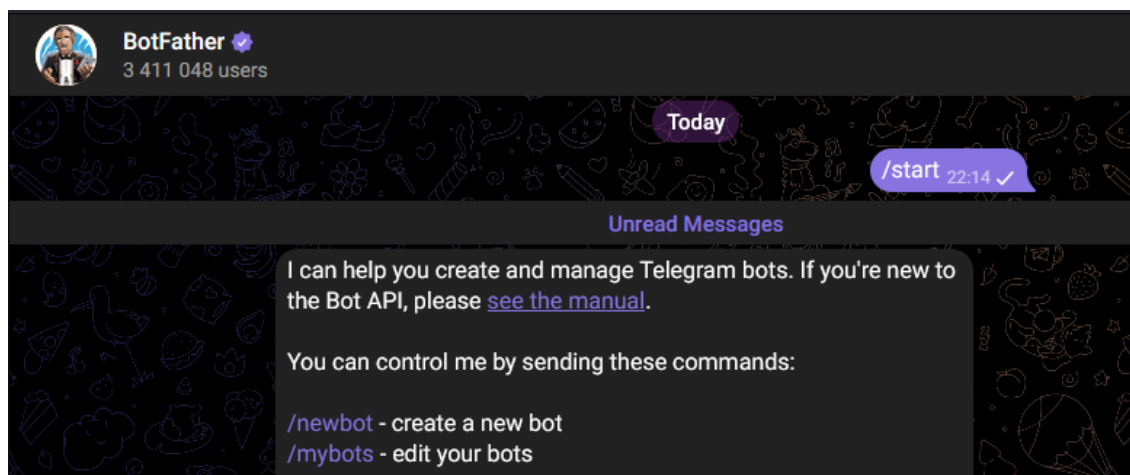 BotFather
3 411 048 users
Today
/start 22:14
Unread Messages
I can help you create and manage Telegram bots. If you're new to
the Bot API, please see the manual.
You can control me by sending these commands:
/newbot - create a new bot
/mybots - edit your bots